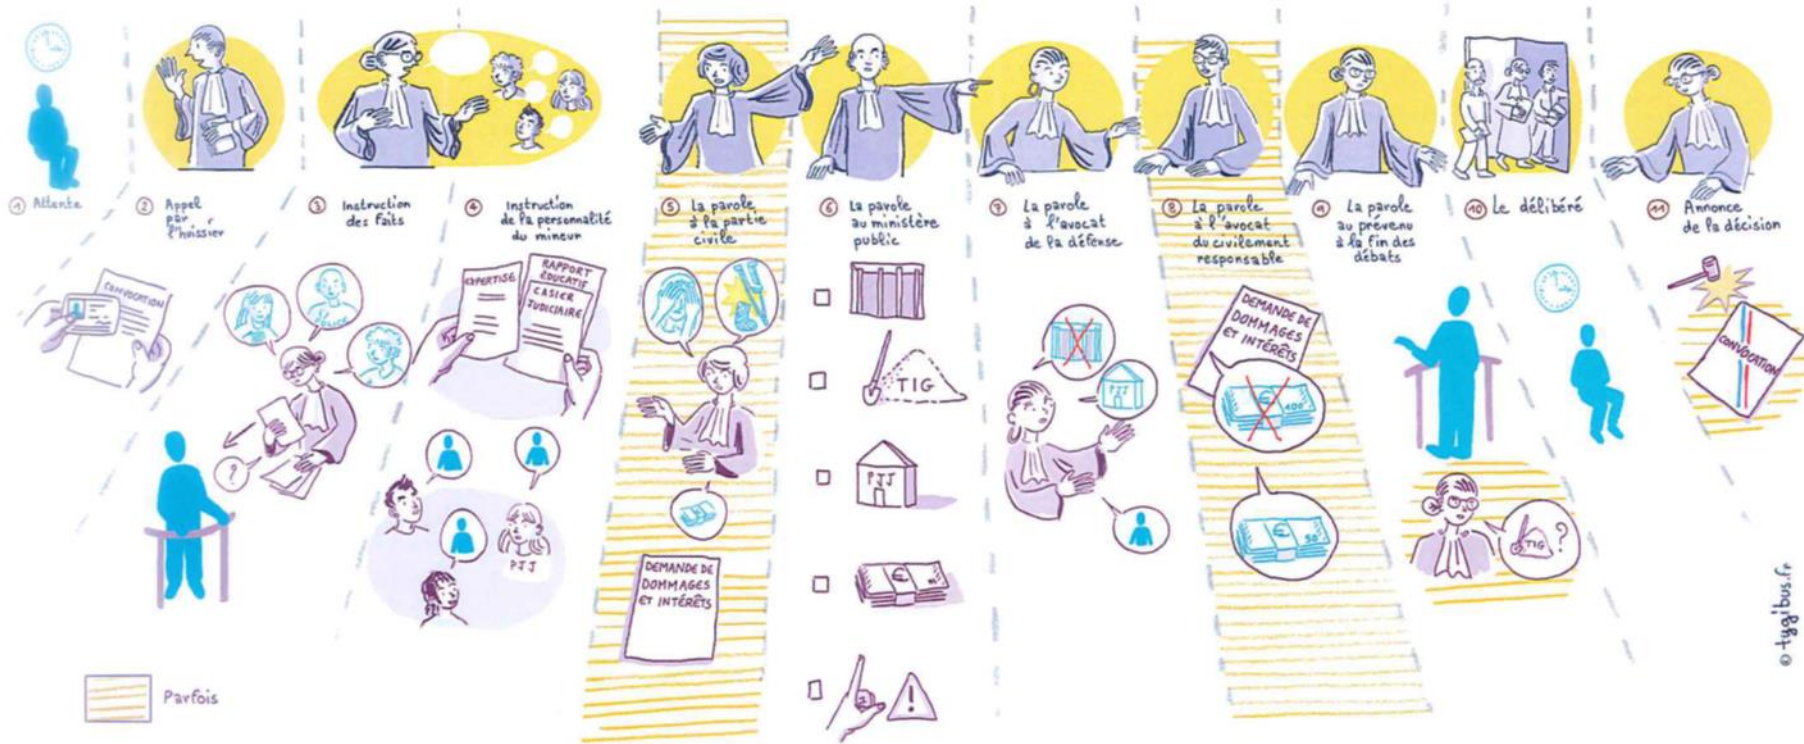 ① Attente
② Appel
par
l'huissier
③ Instruction
des faits
④ Instruction
de la personnalité
du mineur
⑤ La parole
à la partie
civile
⑥ La parole
au ministère
public
⑦ La parole
à l'avocat
de la défense
⑧ La parole
à l'avocat
du civilement
responsable
⑨ La parole
au prévenu
à la fin des
débats
⑩ Le délibéré
⑪ Annonce
de la décision
CONVOCATION
POLICE
?
EXPERTISE
RAPPORT
ÉDUCATIF
CASIER
JUDICIAIRE
PJJ
€
DEMANDE DE
DOMMAGES
ET INTÉRÊTS
TIG
PJJ
€
!
PJJ
DEMANDE DE
DOMMAGES
ET INTÉRÊTS
€ 100
€ 50
TIG ?
CONVOCATION
Parfois
© tygibus.fr